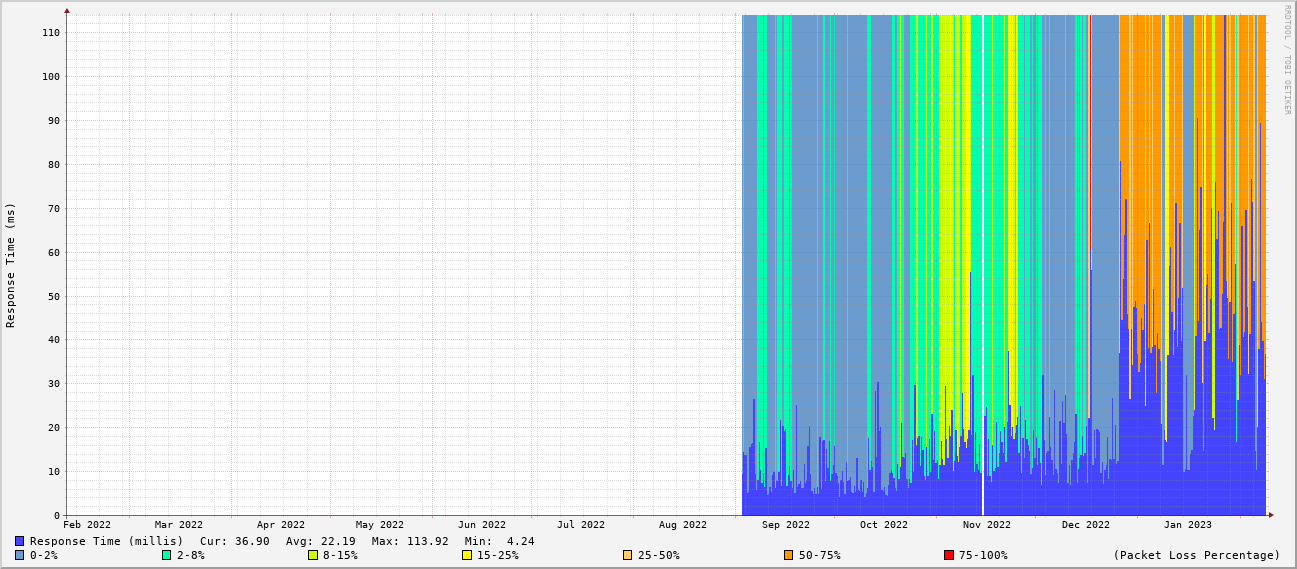 RRDTOOL / TOBI OETIKER
Response Time (ms)
110
100
90
80
70
60
50
40
30
20
10
0
Feb 2022 Mar 2022 Apr 2022 May 2022 Jun 2022 Jul 2022 Aug 2022 Sep 2022 Oct 2022 Nov 2022 Dec 2022 Jan 2023
Response Time (millis) Cur: 36.90 Avg: 22.19 Max: 113.92 Min: 4.24
0-2% 2-8% 8-15% 15-25% 25-50% 50-75% 75-100% (Packet Loss Percentage)